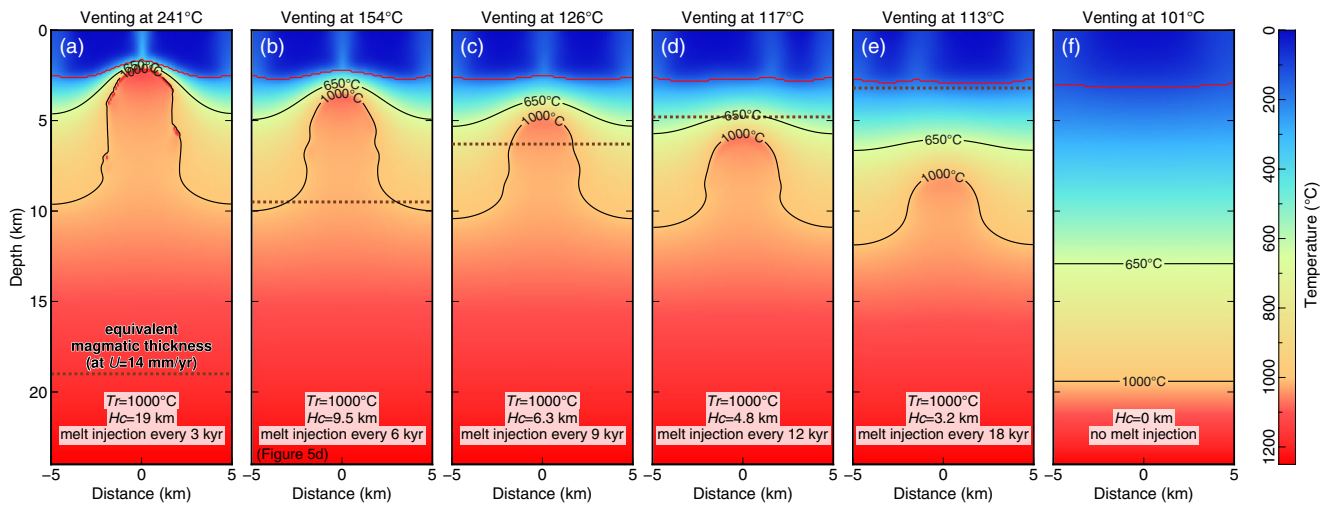 Venting at 241°C
Venting at 154°C
Venting at 126°C
Venting at 117°C
Venting at 113°C
Venting at 101°C
(a)
(b)
(c)
(d)
(e)
(f)
0
5
10
15
20
Depth (km)
650°C
1000°C
650°C
1000°C
650°C
1000°C
650°C
1000°C
650°C
1000°C
650°C
1000°C
equivalent
magmatic thickness
(at U=14 mm/yr)
Tr=1000°C
Hc=19 km
melt injection every 3 kyr
Tr=1000°C
Hc=9.5 km
melt injection every 6 kyr
(Figure 5d)
Tr=1000°C
Hc=6.3 km
melt injection every 9 kyr
Tr=1000°C
Hc=4.8 km
melt injection every 12 kyr
Tr=1000°C
Hc=3.2 km
melt injection every 18 kyr
Hc=0 km
no melt injection
−5 0 5
−5 0 5
−5 0 5
−5 0 5
−5 0 5
−5 0 5
Distance (km)
Distance (km)
Distance (km)
Distance (km)
Distance (km)
Distance (km)
0
200
400
600
800
1000
1200
Temperature (°C)